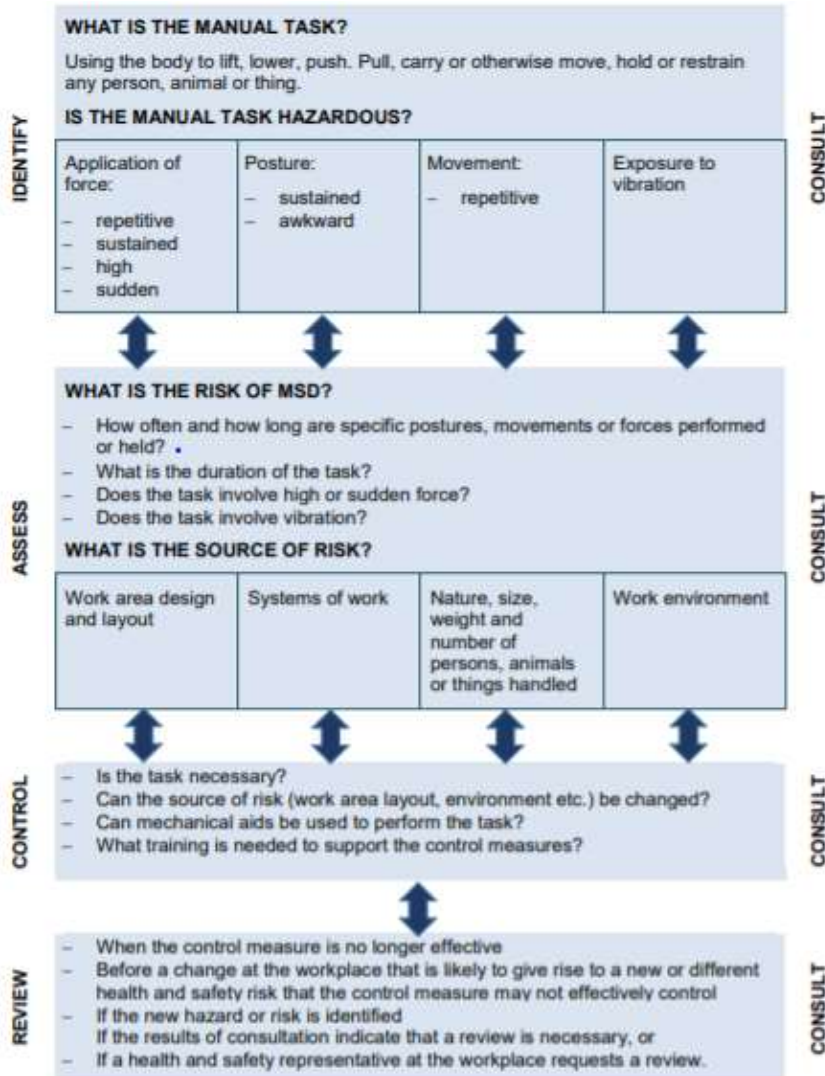 WHAT IS THE MANUAL TASK?
Using the body to lift, lower, push. Pull, carry or otherwise move, hold or restrain
any person, animal or thing.
IS THE MANUAL TASK HAZARDOUS?
IDENTIFY
CONSULT
Application of
force:
– repetitive
– sustained
– high
– sudden
Posture:
– sustained
– awkward
Movement:
– repetitive
Exposure to
vibration
WHAT IS THE RISK OF MSD?
– How often and how long are specific postures, movements or forces performed
or held?
– What is the duration of the task?
– Does the task involve high or sudden force?
– Does the task involve vibration?
WHAT IS THE SOURCE OF RISK?
ASSESS
CONSULT
Work area design
and layout
Systems of work
Nature, size,
weight and
number of
persons, animals
or things handled
Work environment
– Is the task necessary?
– Can the source of risk (work area layout, environment etc.) be changed?
– Can mechanical aids be used to perform the task?
– What training is needed to support the control measures?
CONTROL
CONSULT
– When the control measure is no longer effective
– Before a change at the workplace that is likely to give rise to a new or different
health and safety risk that the control measure may not effectively control
– If the new hazard or risk is identified
If the results of consultation indicate that a review is necessary, or
– If a health and safety representative at the workplace requests a review.
REVIEW
CONSULT